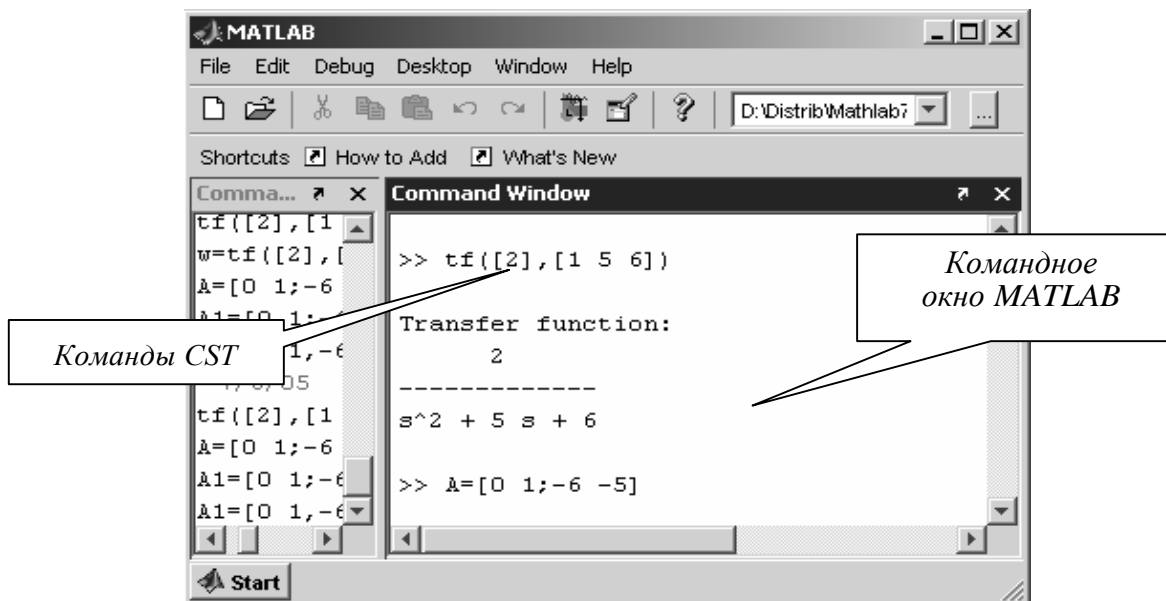 MATLAB
File Edit Debug Desktop Window Help
D:\Distrib\Mathlab7
...
Shortcuts How to Add What's New
Comma...
tf([2],[1
w=tf([2],[
A=[0 1;-6
A1=[0 1;-6
1,-6
tf([2],[1
A=[0 1;-6
A1=[0 1;-6
A1=[0 1,-6
Command Window
>> tf([2],[1 5 6])
Transfer function:
2
-------------
s^2 + 5 s + 6
>> A=[0 1;-6 -5]
Команды CST
Командное
окно MATLAB
Start